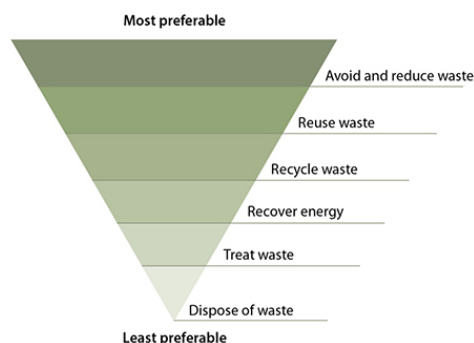 Most preferable
Avoid and reduce waste
Reuse waste
Recycle waste
Recover energy
Treat waste
Dispose of waste
Least preferable